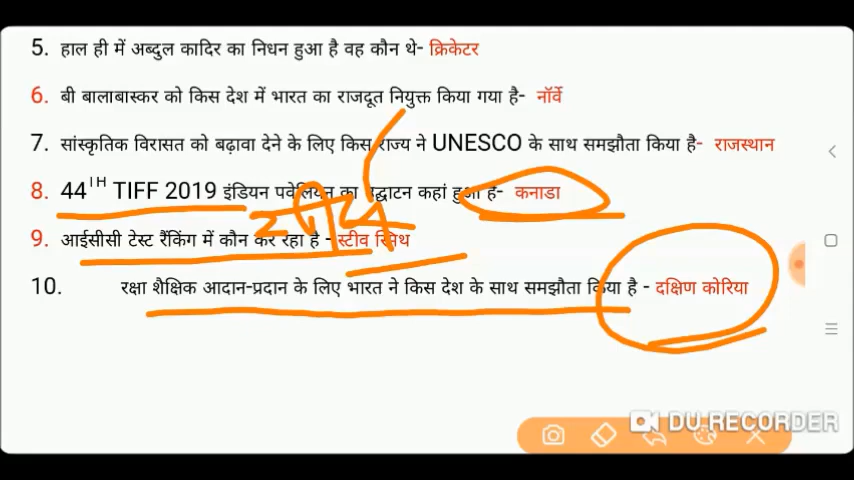 5. हाल ही में अब्दुल कादिर का निधन हुआ है वह कौन थे- क्रिकेटर
6. बी बालाबास्कर को किस देश में भारत का राजदूत नियुक्त किया गया है- नॉर्वे
7. सांस्कृतिक विरासत को बढ़ावा देने के लिए किस राज्य ने UNESCO के साथ समझौता किया है- राजस्थान
8. 44TH TIFF 2019 इंडियन पवेलियन का उद्घाटन कहां हुआ है- कनाडा
9. आईसीसी टेस्ट रैंकिंग में कौन कर रहा है - स्टीव स्मिथ
10. रक्षा शैक्षिक आदान-प्रदान के लिए भारत ने किस देश के साथ समझौता किया है - दक्षिण कोरिया
DU RECORDER